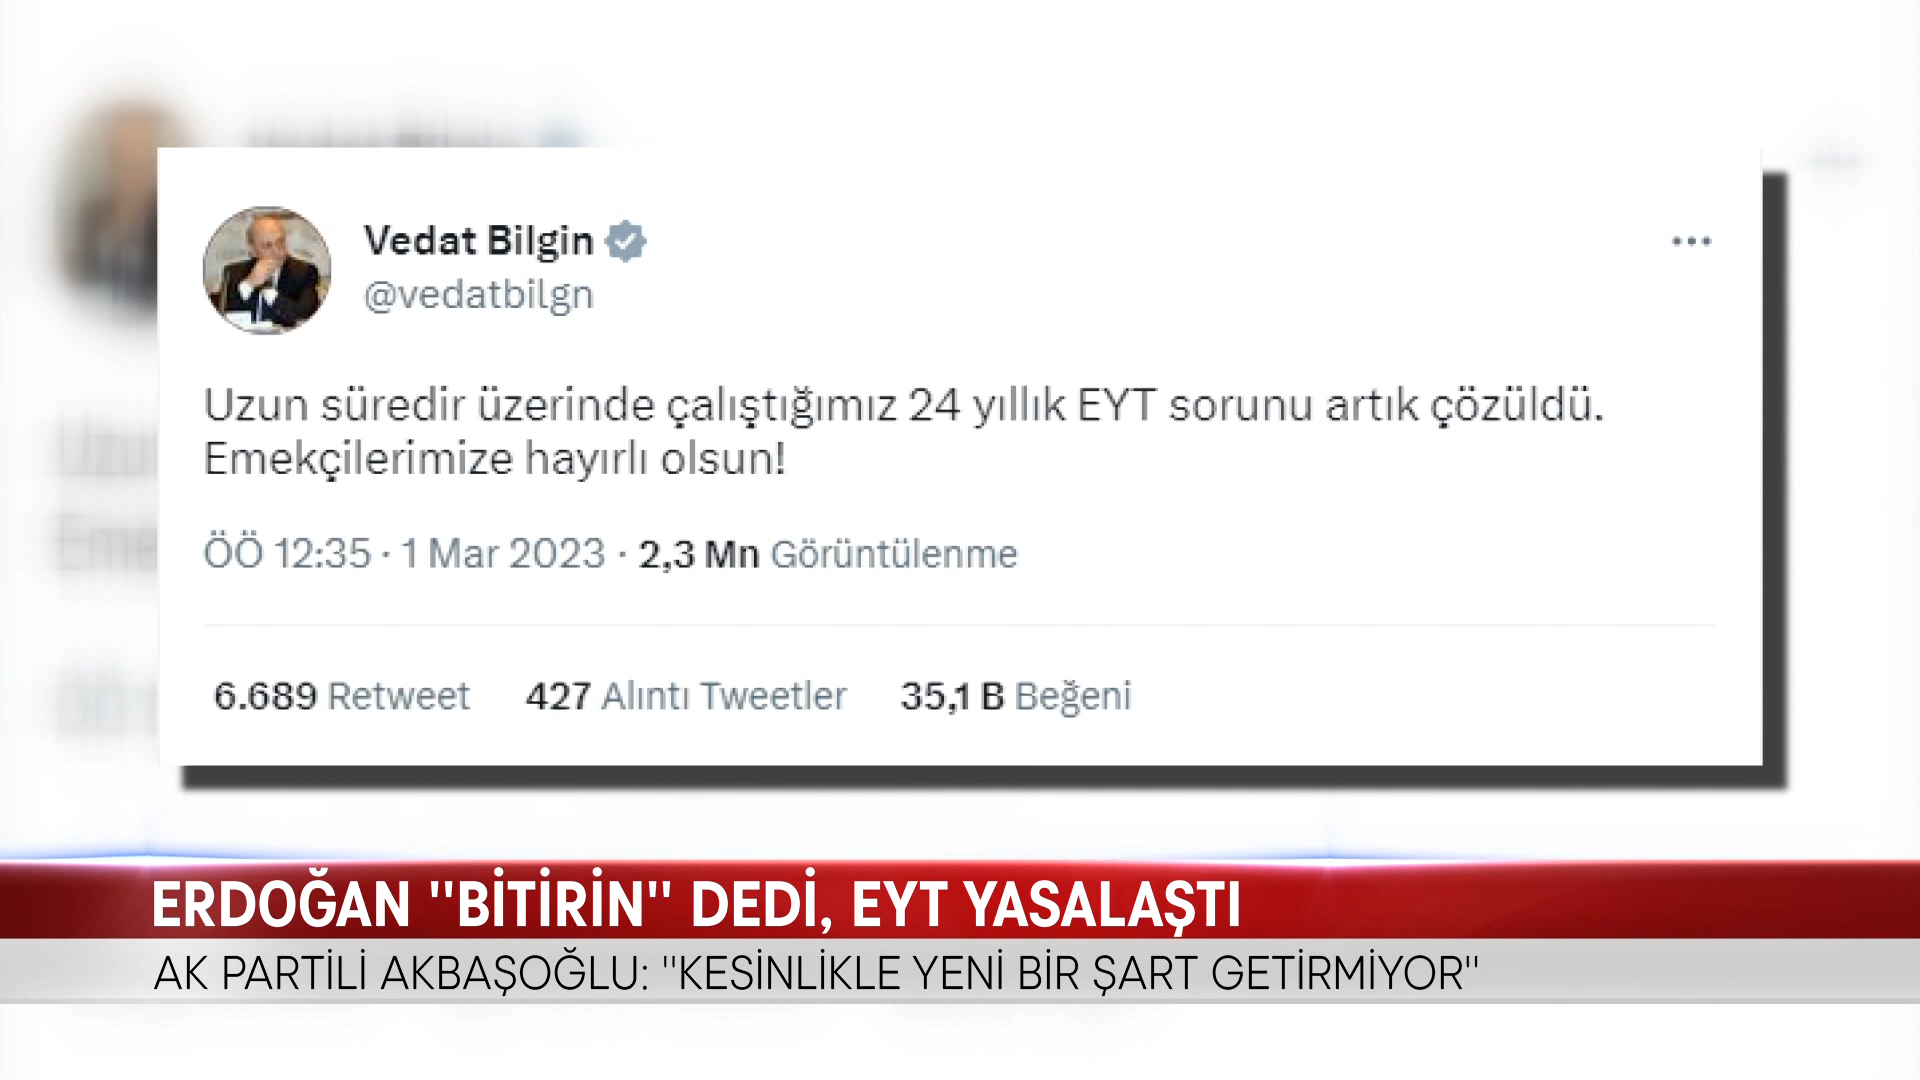 Vedat Bilgin
@vedatbilgn
Uzun süredir üzerinde çalıştığımız 24 yıllık EYT sorunu artık çözüldü.
Emekçilerimize hayırlı olsun!
ÖÖ 12:35 · 1 Mar 2023 · 2,3 Mn Görüntülenme
6.689 Retweet 427 Alıntı Tweetler 35,1 B Beğeni
ERDOĞAN "BİTİRİN" DEDİ, EYT YASALAŞTI
AK PARTİLİ AKBAŞOĞLU: "KESİNLİKLE YENİ BİR ŞART GETİRMİYOR"